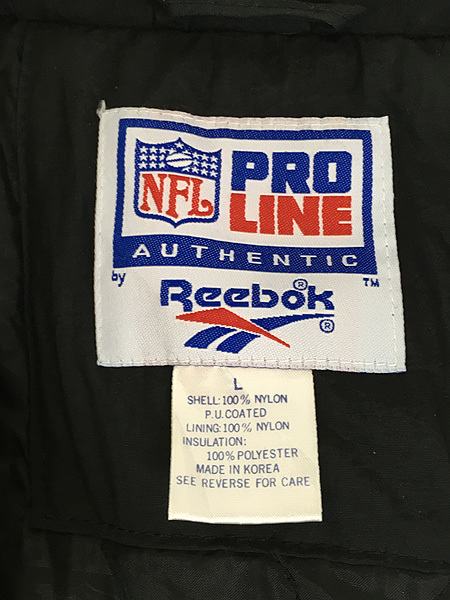 NFL
PRO
LINE
AUTHENTIC
by
™
Reebok®
®
L
SHELL: 100% NYLON
P.U.COATED
LINING: 100% NYLON
INSULATION:
100% POLYESTER
MADE IN KOREA
SEE REVERSE FOR CARE